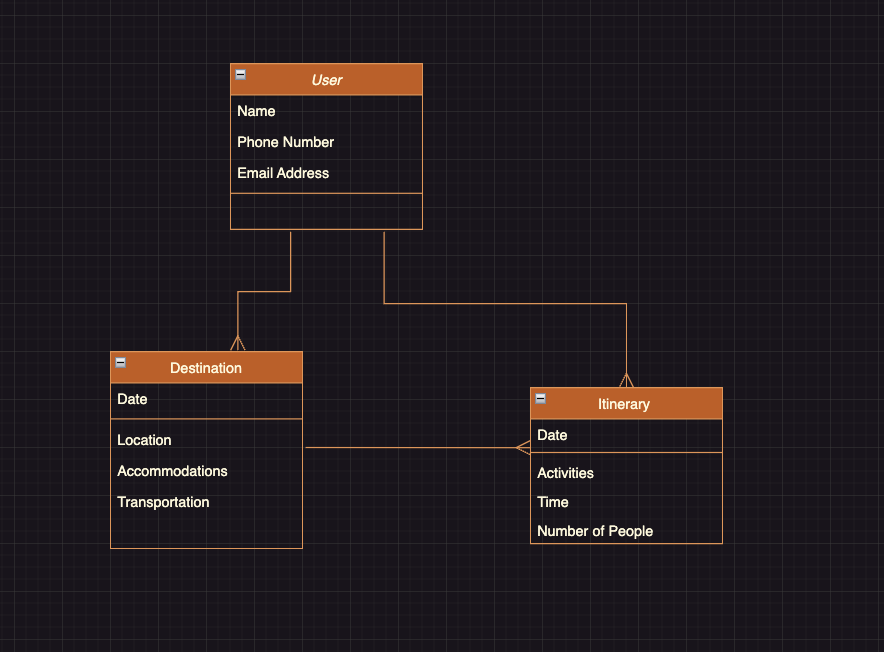 User
Name
Phone Number
Email Address
Destination
Date
Location
Accommodations
Transportation
Itinerary
Date
Activities
Time
Number of People